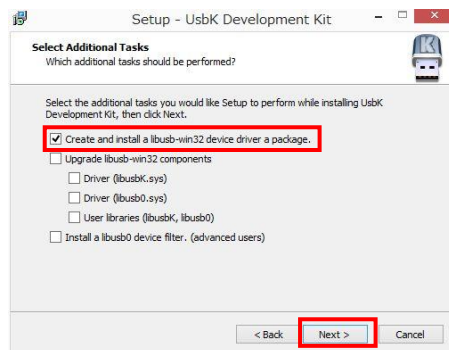 Setup - UsbK Development Kit
Select Additional Tasks
Which additional tasks should be performed?
K
Select the additional tasks you would like Setup to perform while installing UsbK
Development Kit, then click Next.
Create and install a libusb-win32 device driver a package.
Upgrade libusb-win32 components
Driver (libusbK.sys)
Driver (libusb0.sys)
User libraries (libusbK, libusb0)
Install a libusb0 device filter. (advanced users)
< Back Next > Cancel